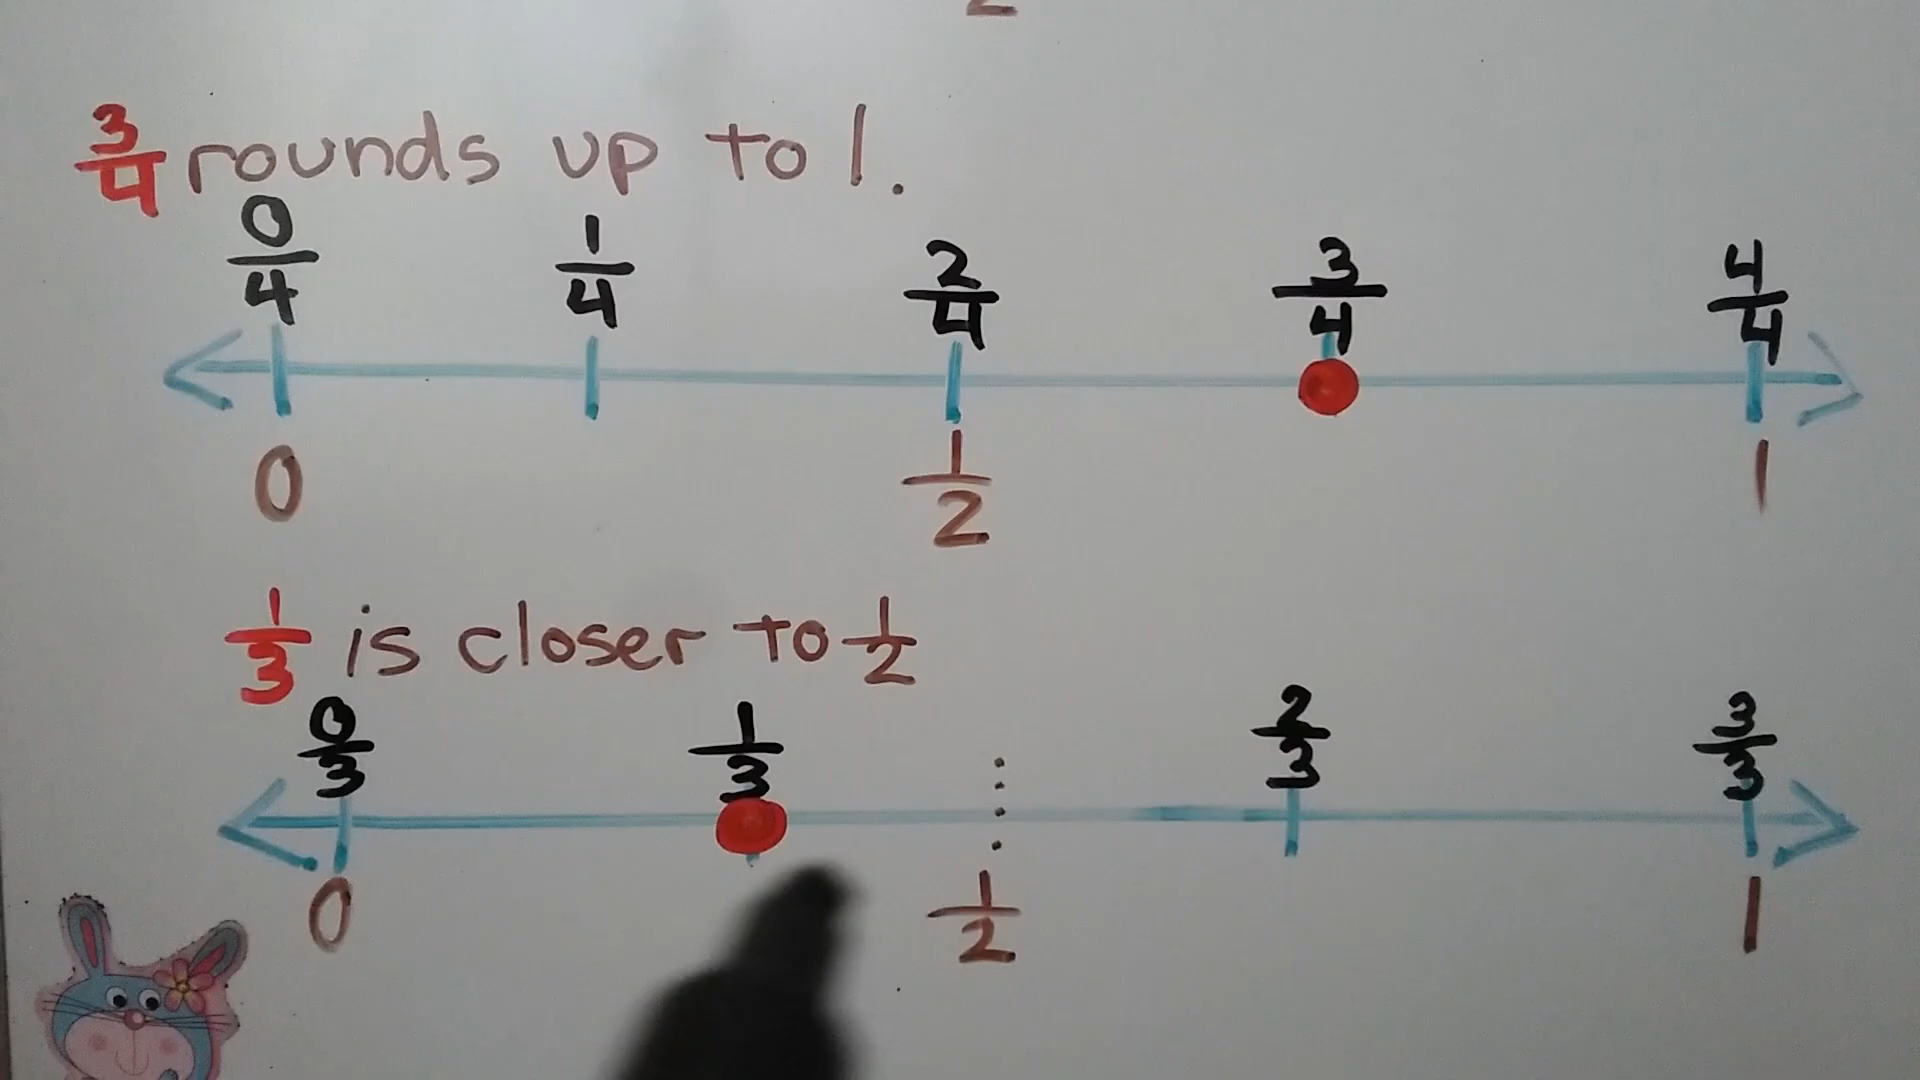 3/4 rounds up to 1.
0/4 1/4 2/4 3/4 4/4
0 1/2 1
1/3 is closer to 1/2
0/3 1/3 2/3 3/3
0 1/2 1